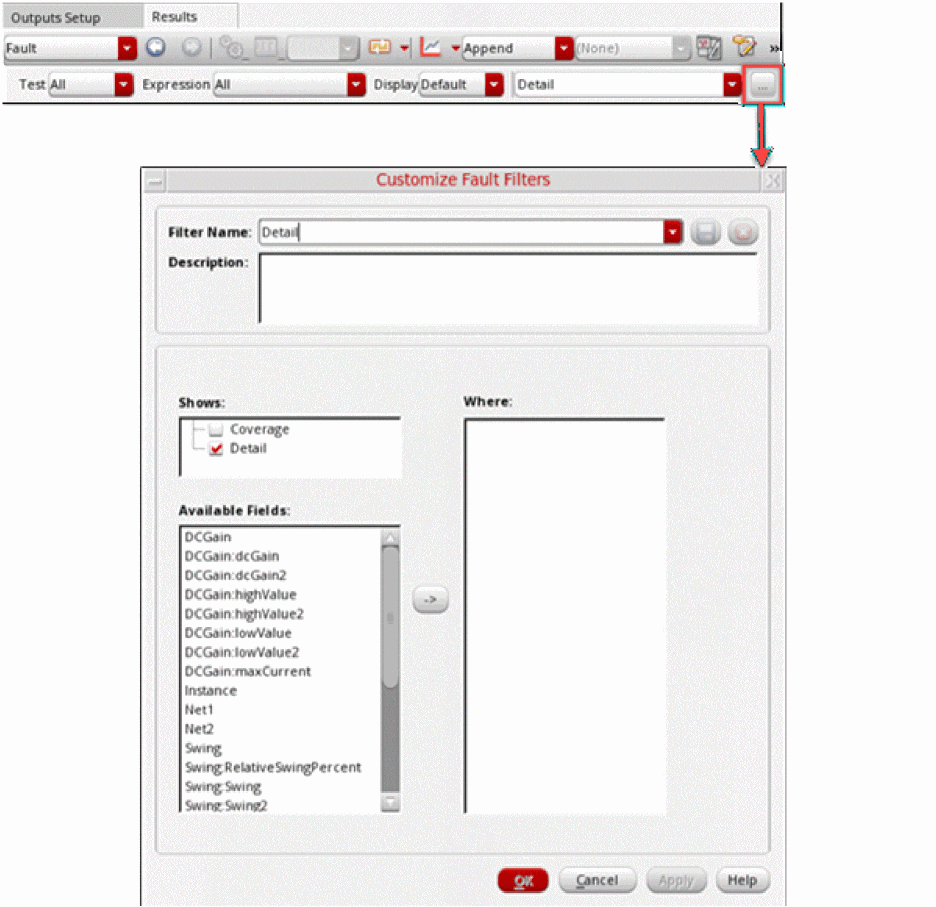 Outputs Setup Results
Fault Append (None) »
Test All Expression All Display Default Detail ...
Customize Fault Filters
Filter Name: Detail
Description:
Shows:
Coverage
Detail
Available Fields:
DCGain
DCGain:dcGain
DCGain:dcGain2
DCGain:highValue
DCGain:highValue2
DCGain:lowValue
DCGain:lowValue2
DCGain:maxCurrent
Instance
Net1
Net2
Swing
Swing:RelativeSwingPercent
Swing:Swing
Swing:Swing2
->
Where:
OK Cancel Apply Help